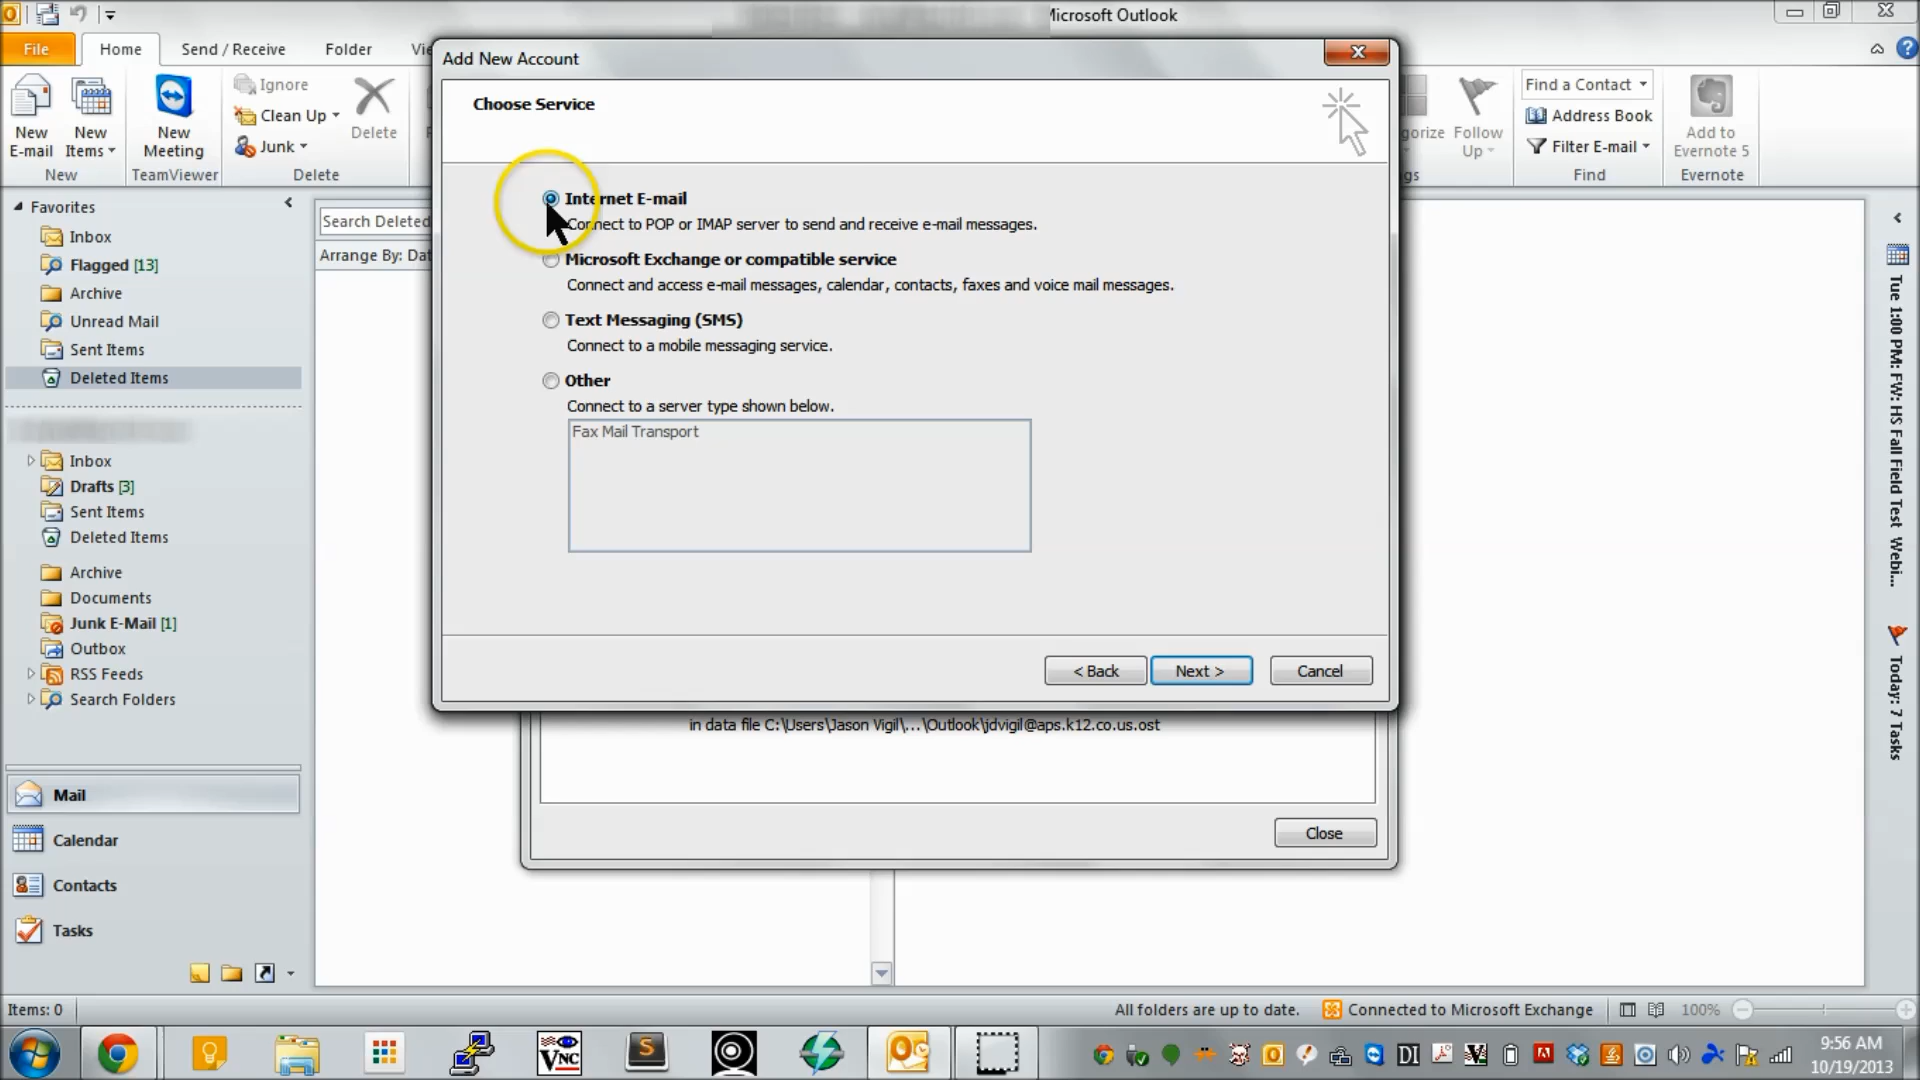 Microsoft Outlook
File
Home
Send / Receive
Folder
Vi
New
E-mail
New
Items
New
New
Meeting
TeamViewer
Ignore
Clean Up
Junk
Delete
Delete
gorize
Follow
Up
gs
Find a Contact
Address Book
Filter E-mail
Find
Add to
Evernote 5
Evernote
Favorites
Inbox
Flagged [13]
Archive
Unread Mail
Sent Items
Deleted Items
Inbox
Drafts [3]
Sent Items
Deleted Items
Archive
Documents
Junk E-Mail [1]
Outbox
RSS Feeds
Search Folders
Mail
Calendar
Contacts
Tasks
Search Deleted
Arrange By: Dat
Add New Account
Choose Service
Internet E-mail
Connect to POP or IMAP server to send and receive e-mail messages.
Microsoft Exchange or compatible service
Connect and access e-mail messages, calendar, contacts, faxes and voice mail messages.
Text Messaging (SMS)
Connect to a mobile messaging service.
Other
Connect to a server type shown below.
Fax Mail Transport
< Back
Next >
Cancel
in data file C:\Users\Jason Vigil\...\Outlook\jdvigil@aps.k12.co.us.ost
Close
Tue 1:00 PM: FW: HS Fall Field Test Webi...
Today: 7 Tasks
Items: 0
All folders are up to date.
Connected to Microsoft Exchange
100%
VNC
S
DI
9:56 AM
10/19/2013